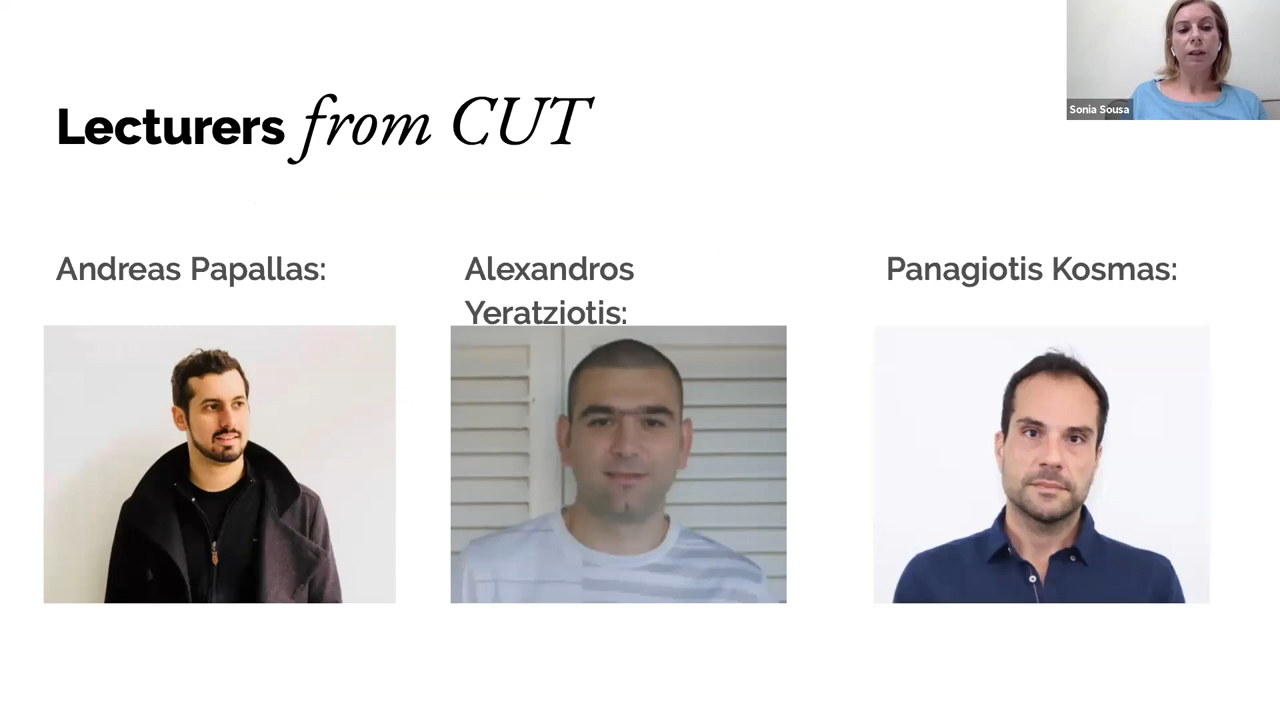 Lecturers from CUT
Sonia Sousa
Andreas Papallas:
Alexandros
Yeratziotis:
Panagiotis Kosmas: